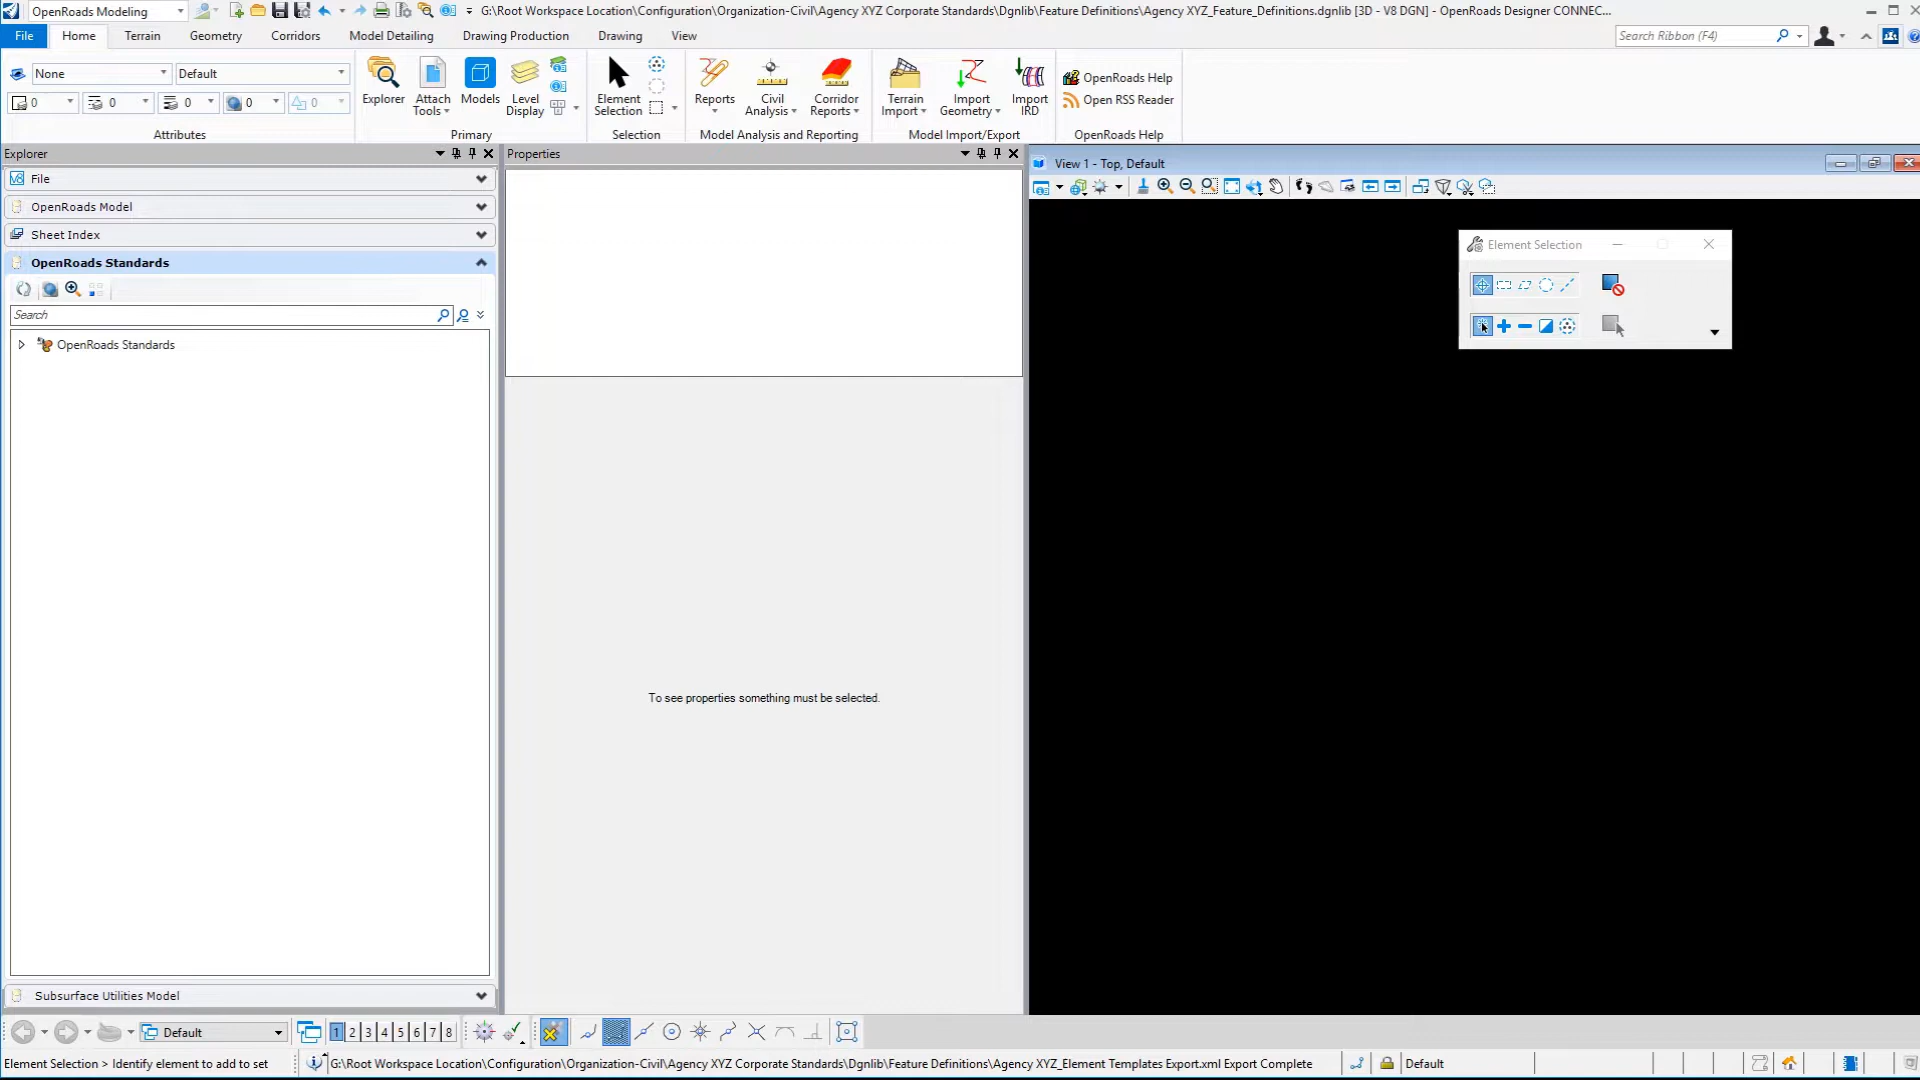 OpenRoads Modeling
G:\Root Workspace Location\Configuration\Organization-Civil\Agency XYZ Corporate Standards\Dgnlib\Feature Definitions\Agency XYZ_Feature_Definitions.dgnlib [3D - V8 DGN] - OpenRoads Designer CONNEC...
File Home Terrain Geometry Corridors Model Detailing Drawing Production Drawing View
Search Ribbon (F4)
None Default
0 0 0 0 0
Attributes
Explorer Attach Tools Models Level Display
Primary
Element Selection
Selection
Reports Civil Analysis Corridor Reports
Model Analysis and Reporting
Terrain Import Import Geometry Import IRD
Model Import/Export
OpenRoads Help
Open RSS Reader
OpenRoads Help
Explorer
File
OpenRoads Model
Sheet Index
OpenRoads Standards
Search
OpenRoads Standards
Subsurface Utilities Model
Properties
To see properties something must be selected.
View 1 - Top, Default
Element Selection
Default
1 2 3 4 5 6 7 8
Element Selection > Identify element to add to set
G:\Root Workspace Location\Configuration\Organization-Civil\Agency XYZ Corporate Standards\Dgnlib\Feature Definitions\Agency XYZ_Element Templates Export.xml Export Complete
Default